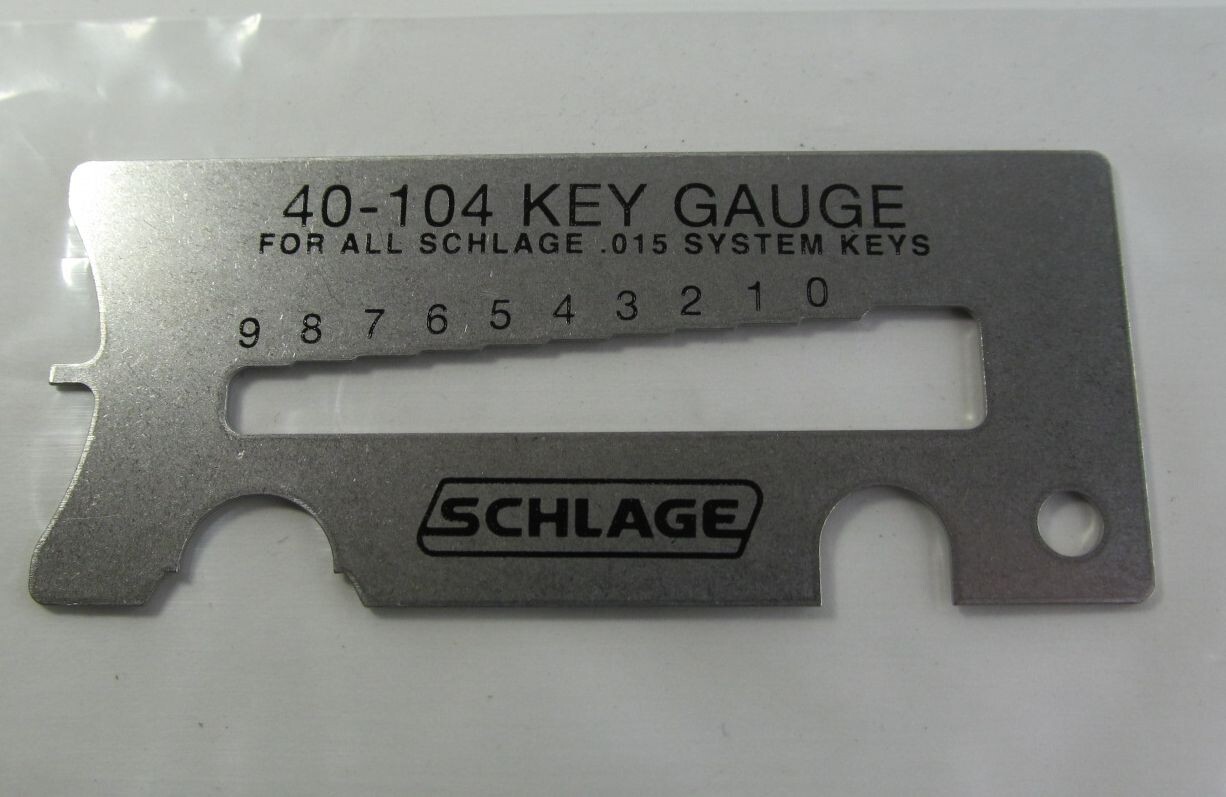 40-104 KEY GAUGE
FOR ALL SCHLAGE .015 SYSTEM KEYS
9 8 7 6 5 4 3 2 1 0
SCHLAGE